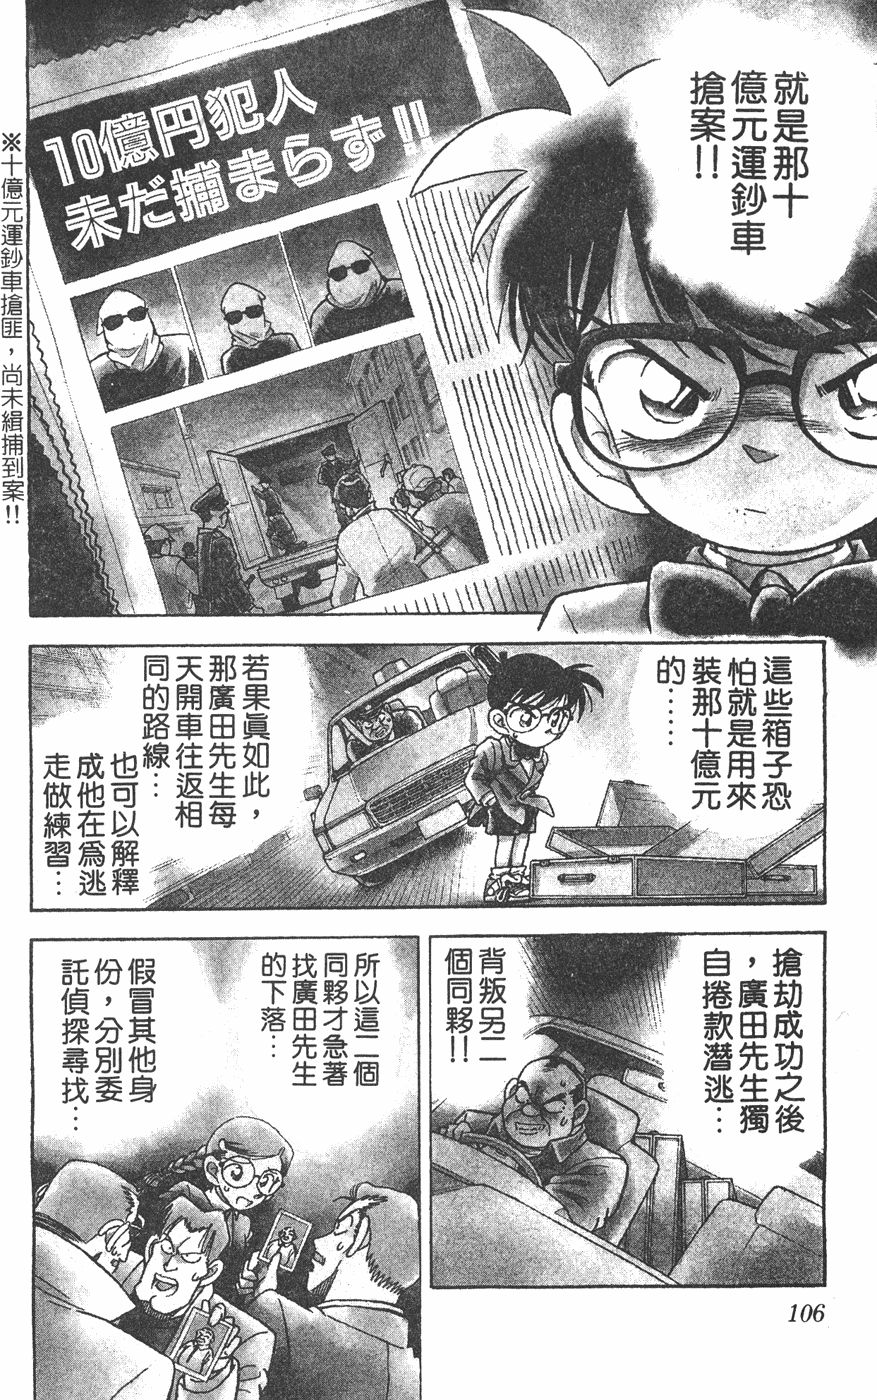 就是那十
億元運鈔車
搶案!!
10億円犯人
未だ捕まらず!!
※十億元運鈔車搶匪，尚未緝捕到案!!
這些箱子恐
怕就是用來
裝那十億元
的……
若果眞如此，
那廣田先生每
天開車往返相
同的路線…
也可以解釋
成他在為逃
走做練習…
搶劫成功之後
，廣田先生獨
自捲款潛逃…
背叛另二
個同夥!!
所以這二個
同夥才急著
找廣田先生
的下落…
假冒其他身
份，分別委
託偵探尋找…
106